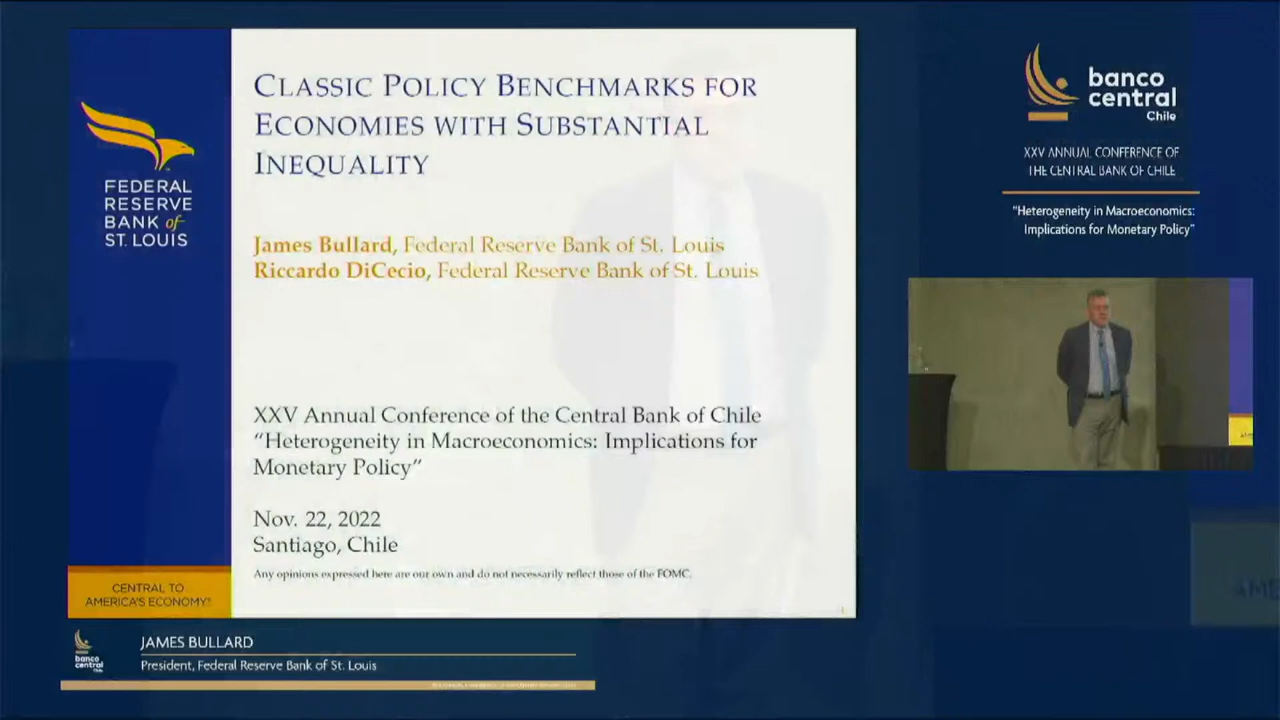 CLASSIC POLICY BENCHMARKS FOR
ECONOMIES WITH SUBSTANTIAL
INEQUALITY
FEDERAL
RESERVE
BANK of
ST. LOUIS
James Bullard, Federal Reserve Bank of St. Louis
Riccardo DiCecio, Federal Reserve Bank of St. Louis
XXV Annual Conference of the Central Bank of Chile
“Heterogeneity in Macroeconomics: Implications for
Monetary Policy”
Nov. 22, 2022
Santiago, Chile
Any opinions expressed here are our own and do not necessarily reflect those of the FOMC.
CENTRAL TO
AMERICA'S ECONOMY®
banco
central
Chile
JAMES BULLARD
President, Federal Reserve Bank of St. Louis
banco
central
Chile
XXV ANNUAL CONFERENCE OF
THE CENTRAL BANK OF CHILE
“Heterogeneity in Macroeconomics:
Implications for Monetary Policy”